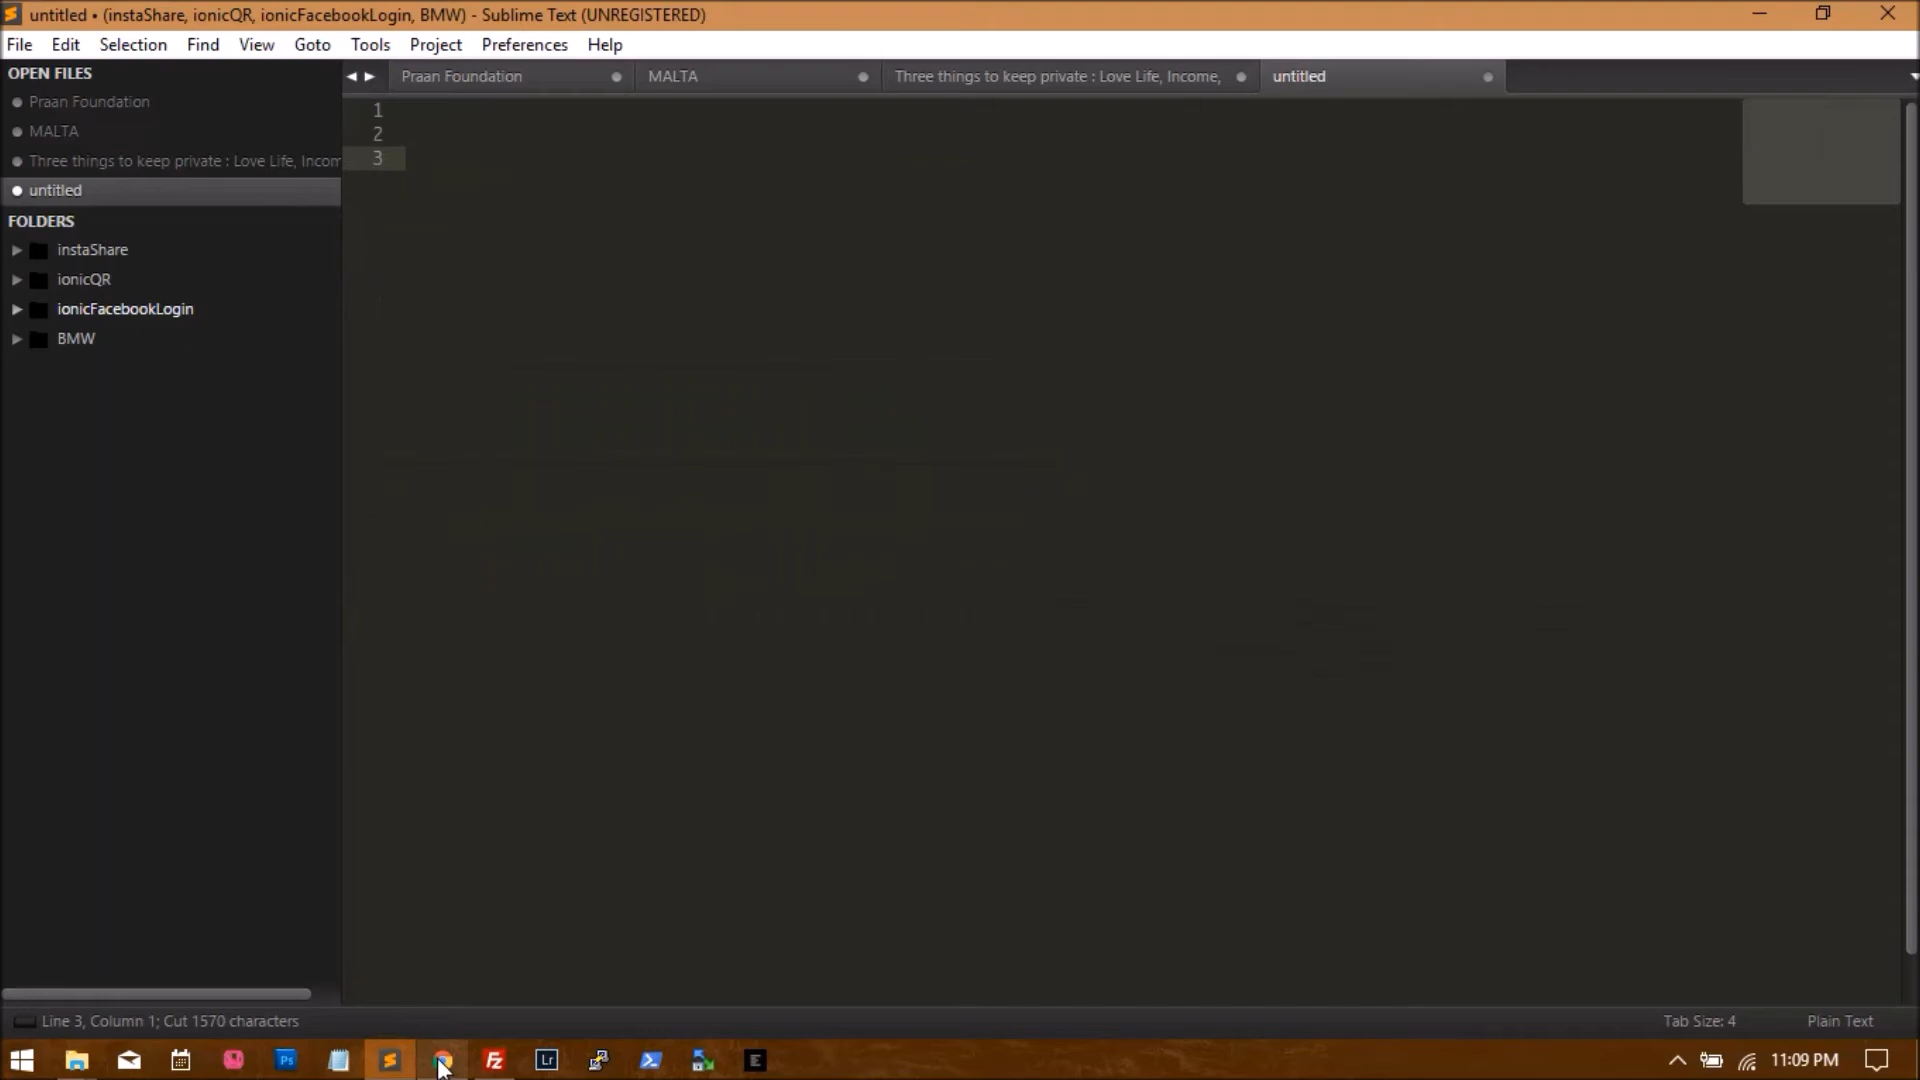 untitled • (instaShare, ionicQR, ionicFacebookLogin, BMW) - Sublime Text (UNREGISTERED)
File Edit Selection Find View Goto Tools Project Preferences Help
OPEN FILES
Praan Foundation
MALTA
Three things to keep private : Love Life, Incom
untitled
FOLDERS
instaShare
ionicQR
ionicFacebookLogin
BMW
Praan Foundation MALTA Three things to keep private : Love Life, Income, untitled
1
2
3
Line 3, Column 1; Cut 1570 characters Tab Size: 4 Plain Text
Ps Fz Lr E 11:09 PM